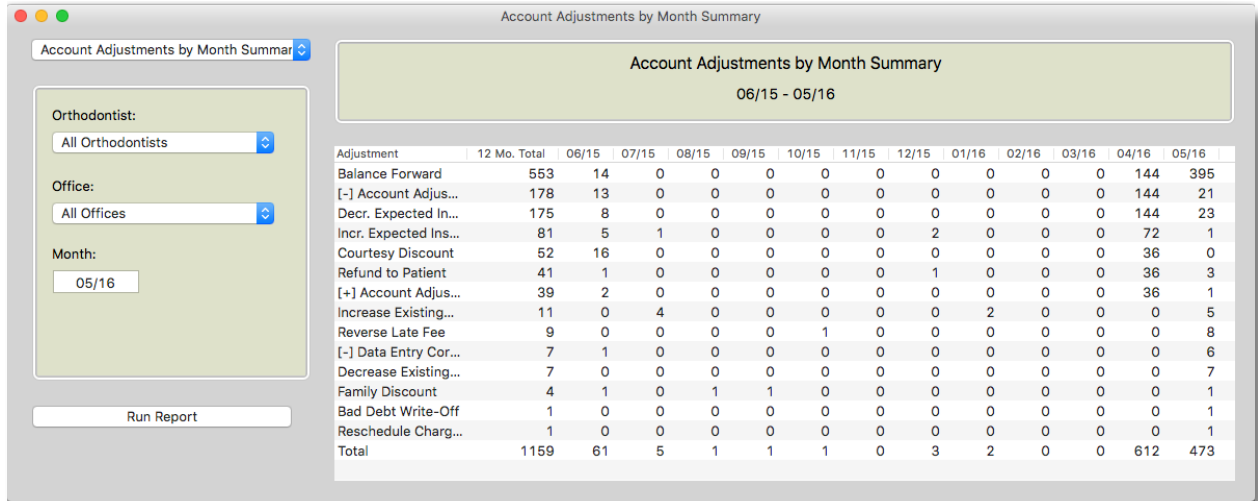 Account Adjustments by Month Summary
Account Adjustments by Month Summar
Account Adjustments by Month Summary
06/15 - 05/16
Orthodontist:
All Orthodontists
Office:
All Offices
Month:
05/16
Run Report
Adjustment 12 Mo. Total 06/15 07/15 08/15 09/15 10/15 11/15 12/15 01/16 02/16 03/16 04/16 05/16
Balance Forward 553 14 0 0 0 0 0 0 0 0 0 144 395
[-] Account Adjus... 178 13 0 0 0 0 0 0 0 0 0 144 21
Decr. Expected In... 175 8 0 0 0 0 0 0 0 0 0 144 23
Incr. Expected Ins... 81 5 1 0 0 0 0 2 0 0 0 72 1
Courtesy Discount 52 16 0 0 0 0 0 0 0 0 0 36 0
Refund to Patient 41 1 0 0 0 0 0 1 0 0 0 36 3
[+] Account Adjus... 39 2 0 0 0 0 0 0 0 0 0 36 1
Increase Existing... 11 0 4 0 0 0 0 0 2 0 0 0 5
Reverse Late Fee 9 0 0 0 0 1 0 0 0 0 0 0 8
[-] Data Entry Cor... 7 1 0 0 0 0 0 0 0 0 0 0 6
Decrease Existing... 7 0 0 0 0 0 0 0 0 0 0 0 7
Family Discount 4 1 0 1 1 0 0 0 0 0 0 0 1
Bad Debt Write-Off 1 0 0 0 0 0 0 0 0 0 0 0 1
Reschedule Charg... 1 0 0 0 0 0 0 0 0 0 0 0 1
Total 1159 61 5 1 1 1 0 3 2 0 0 612 473